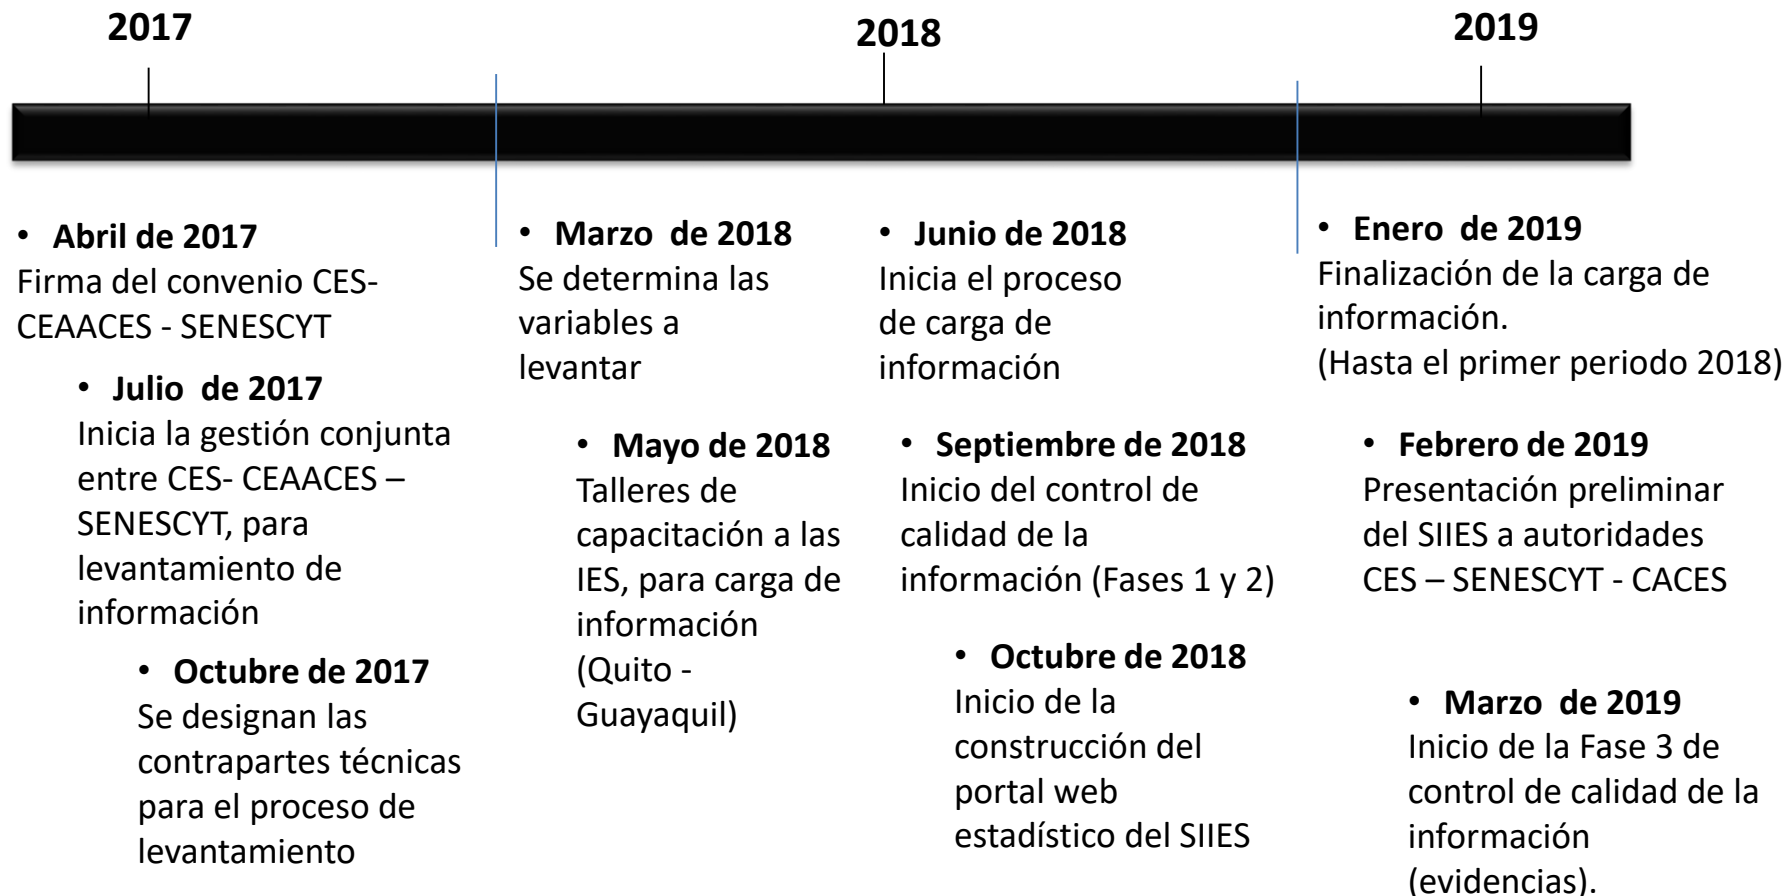 2017
2018
2019
• Abril de 2017
Firma del convenio CES-
CEAACES - SENESCYT
• Julio de 2017
Inicia la gestión conjunta
entre CES- CEAACES –
SENESCYT, para
levantamiento de
información
• Octubre de 2017
Se designan las
contrapartes técnicas
para el proceso de
levantamiento
• Marzo de 2018
Se determina las
variables a
levantar
• Mayo de 2018
Talleres de
capacitación a las
IES, para carga de
información
(Quito -
Guayaquil)
• Junio de 2018
Inicia el proceso
de carga de
información
• Septiembre de 2018
Inicio del control de
calidad de la
información (Fases 1 y 2)
• Octubre de 2018
Inicio de la
construcción del
portal web
estadístico del SIIES
• Enero de 2019
Finalización de la carga de
información.
(Hasta el primer periodo 2018)
• Febrero de 2019
Presentación preliminar
del SIIES a autoridades
CES – SENESCYT - CACES
• Marzo de 2019
Inicio de la Fase 3 de
control de calidad de la
información
(evidencias).